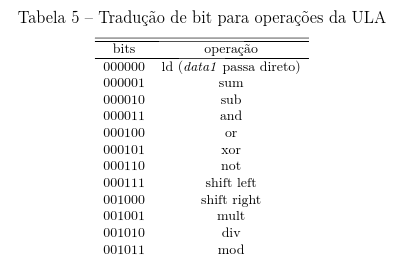 Tabela 5 – Tradução de bit para operações da ULA
bits operação
000000 ld (data1 passa direto)
000001 sum
000010 sub
000011 and
000100 or
000101 xor
000110 not
000111 shift left
001000 shift right
001001 mult
001010 div
001011 mod